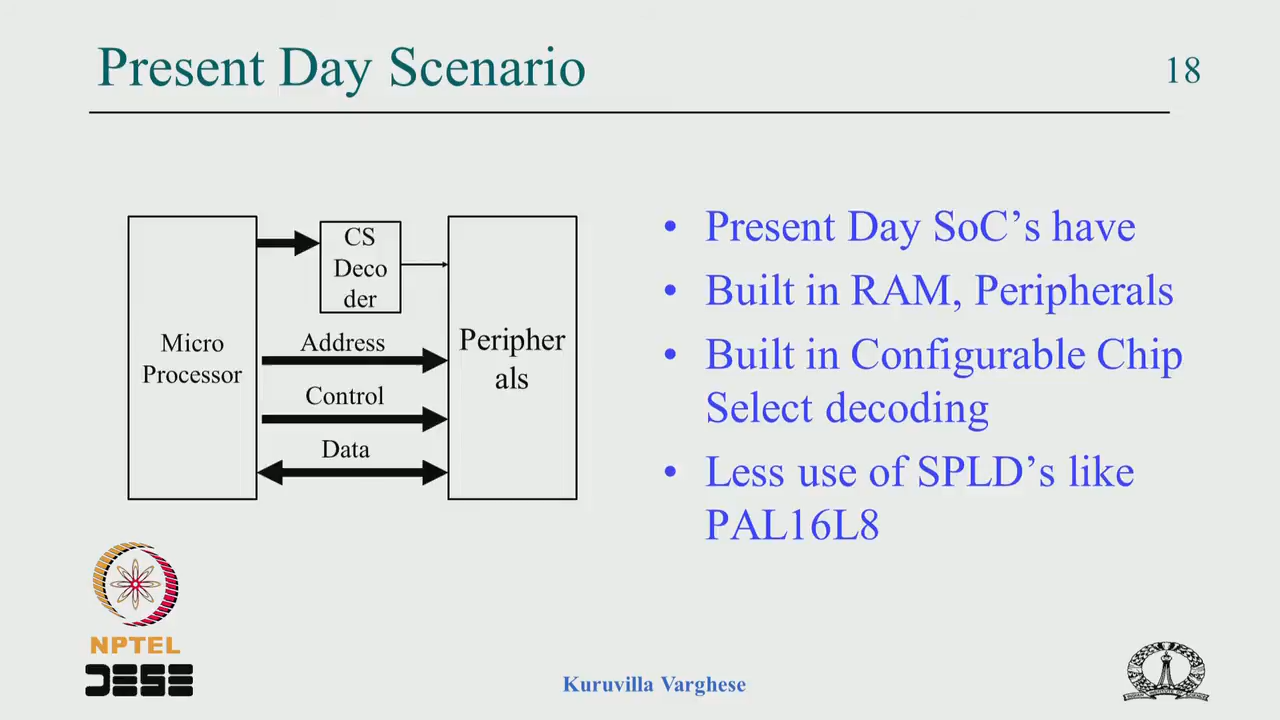 Present Day Scenario
18
CS
Deco
der
Micro
Processor
Address
Control
Data
Peripher
als
• Present Day SoC’s have
• Built in RAM, Peripherals
• Built in Configurable Chip
Select decoding
• Less use of SPLD’s like
PAL16L8
NPTEL
DESE
Kuruvilla Varghese